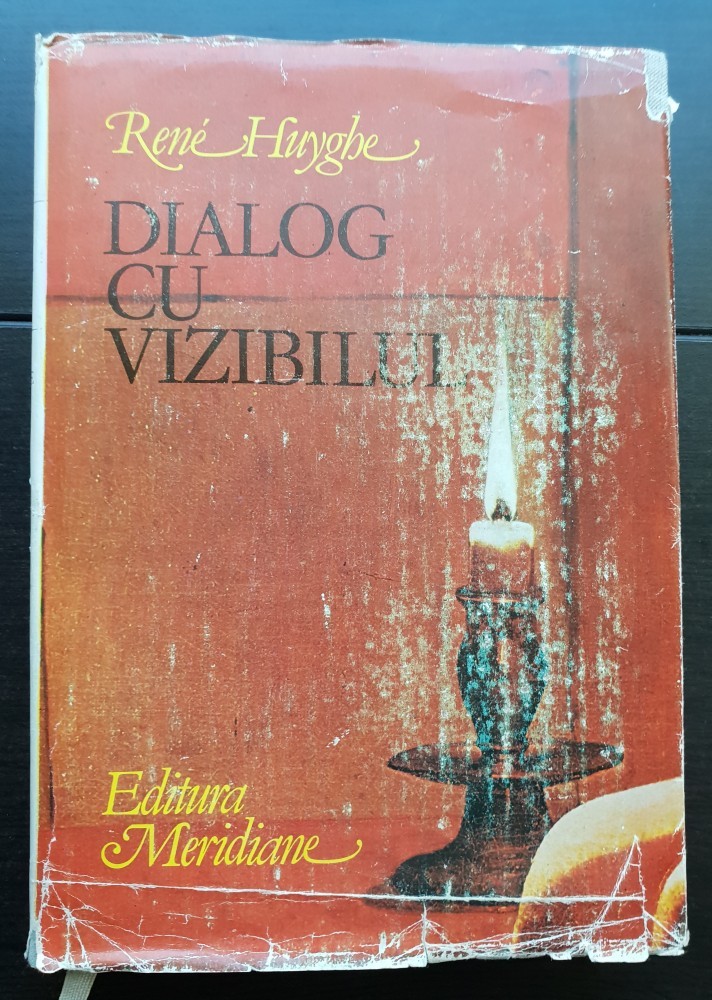 René Huyghe
DIALOG
CU
VIZIBILUL
Editura
Meridiane